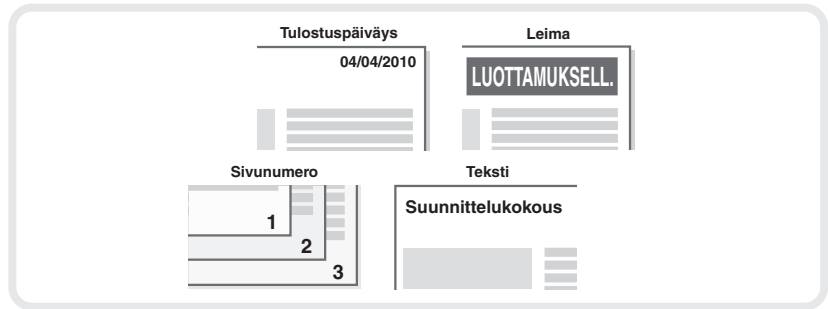 Tulostuspäiväys
04/04/2010
Leima
LUOTTAMUKSELL.
Sivunumero
1
2
3
Teksti
Suunnittelukokous